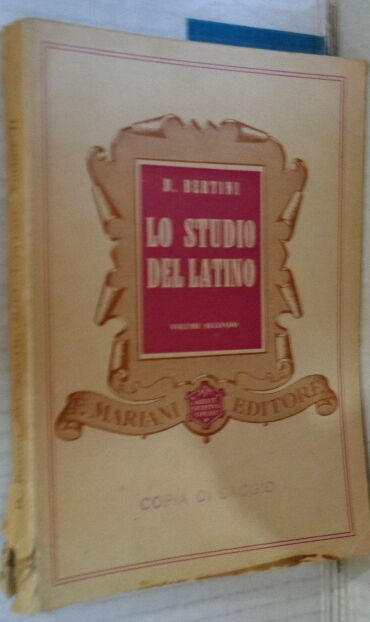 D. BERTINI
LO STUDIO
DEL LATINO
VOLUME SECONDO
F. MARIANI EDITORE
COPIA DI SAGGIO